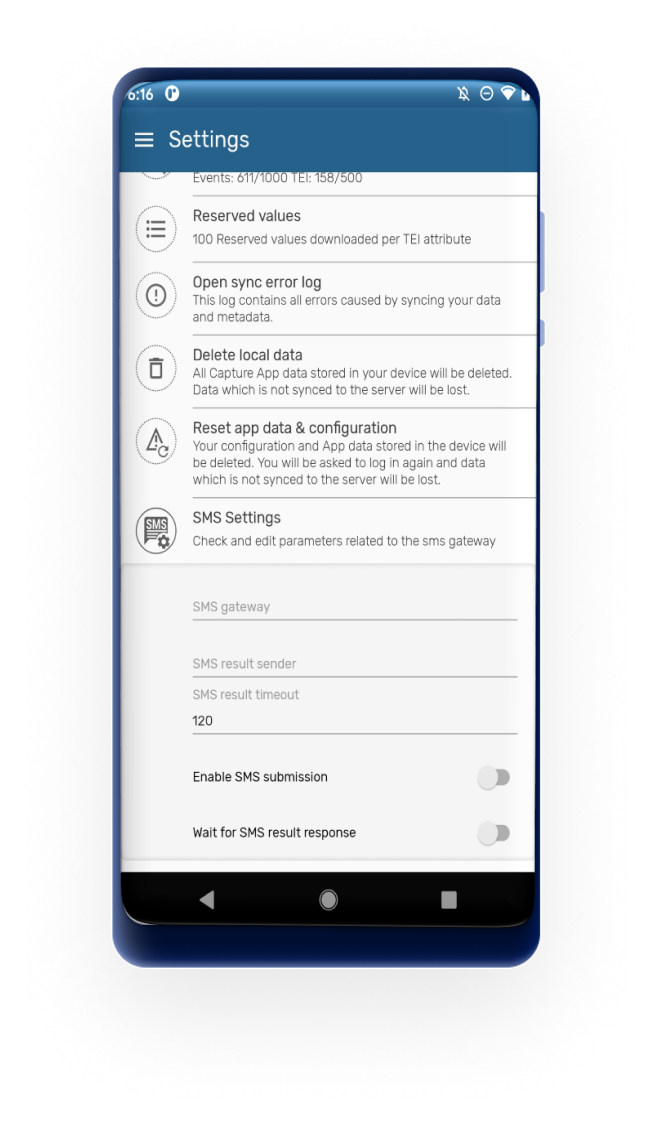 6:16
Settings
Events: 611/1000 TEI: 158/500
Reserved values
100 Reserved values downloaded per TEI attribute
Open sync error log
This log contains all errors caused by syncing your data
and metadata.
Delete local data
All Capture App data stored in your device will be deleted.
Data which is not synced to the server will be lost.
Reset app data & configuration
Your configuration and App data stored in the device will
be deleted. You will be asked to log in again and data
which is not synced to the server will be lost.
SMS
SMS Settings
Check and edit parameters related to the sms gateway
SMS gateway
SMS result sender
SMS result timeout
120
Enable SMS submission
Wait for SMS result response